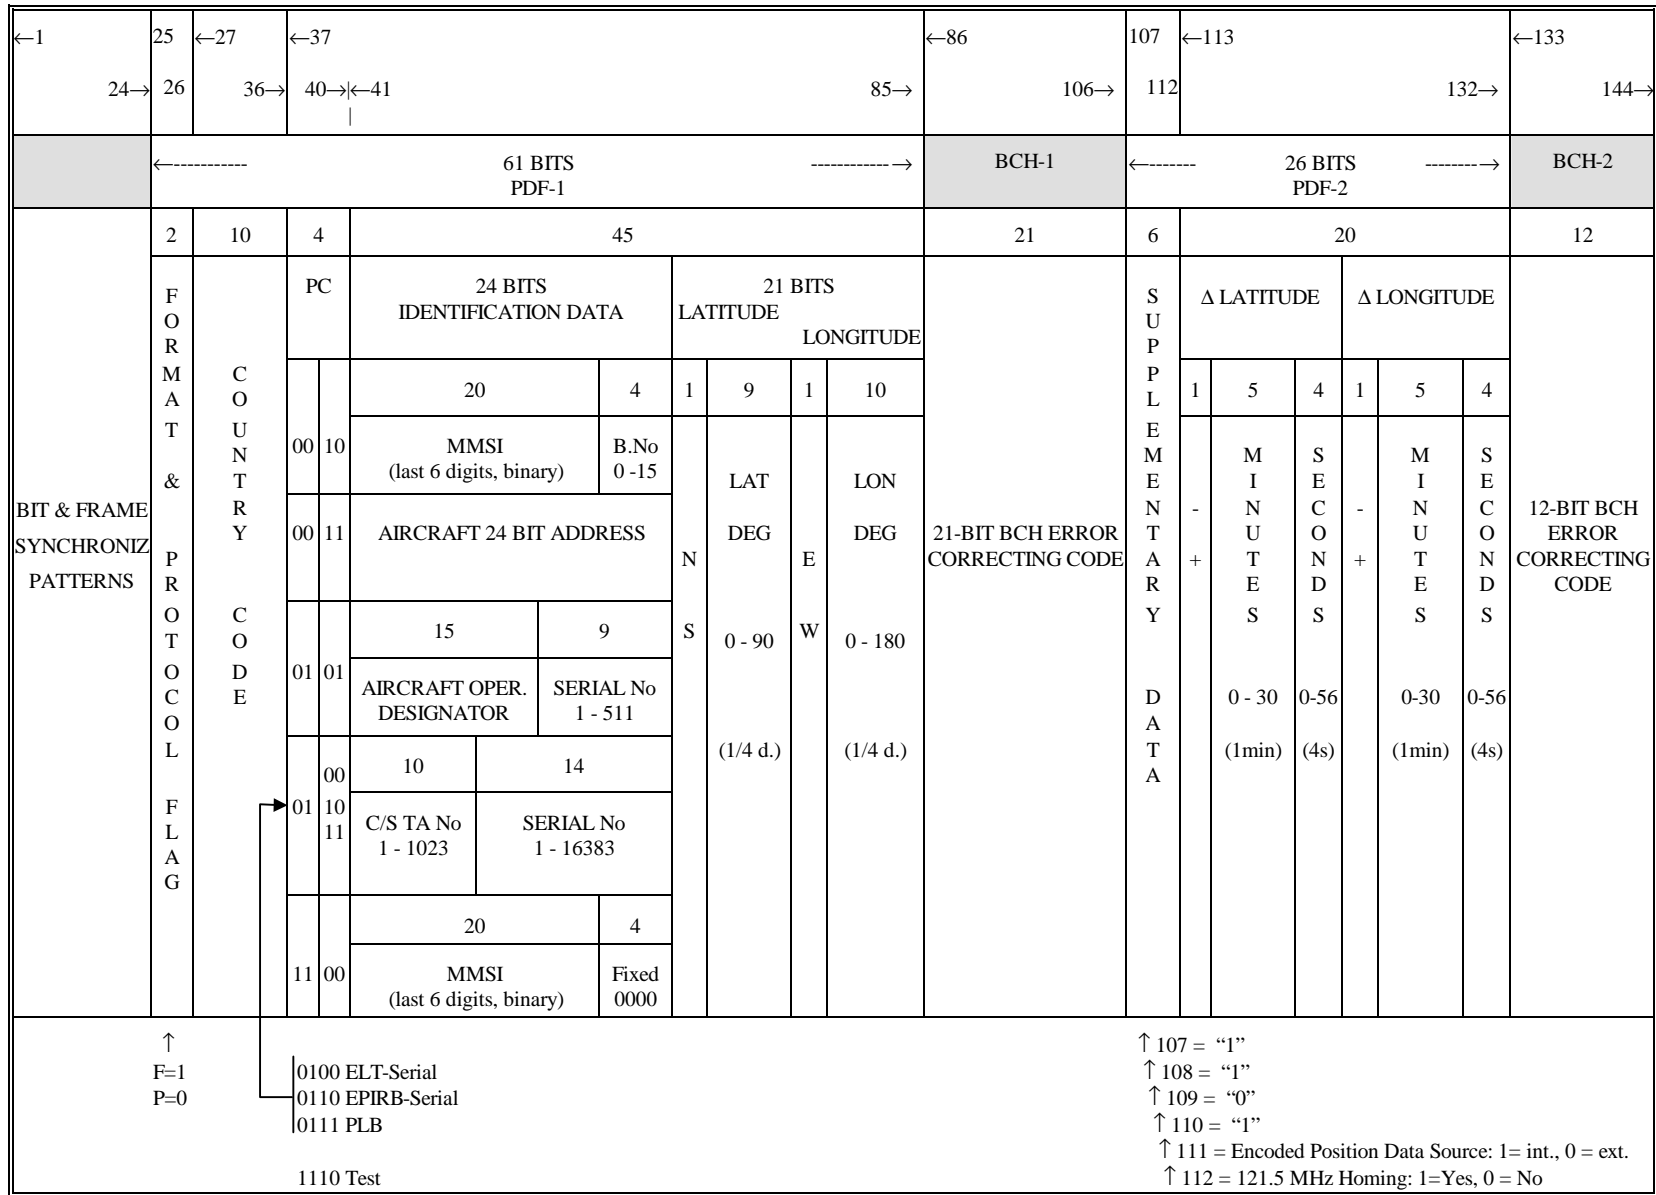 ←1 25 ←27 ←37 ←86 107 ←113 ←133
24→ 26 36→ 40→|←41 85→ 106→ 112 132→ 144→
|
←----------- 61 BITS ------------→ BCH-1 ←------- 26 BITS --------→ BCH-2
PDF-1 PDF-2
2 10 4 45 21 6 20 12
BIT & FRAME
SYNCHRONIZ
PATTERNS
FORMAT & PROTOCOL FLAG
COUNTRY CODE
PC
24 BITS
IDENTIFICATION DATA
21 BITS
LATITUDE
LONGITUDE
20 4 1 9 1 10
00 10
MMSI
(last 6 digits, binary)
B.No
0 -15
00 11
AIRCRAFT 24 BIT ADDRESS
15 9
01 01
AIRCRAFT OPER.
DESIGNATOR
SERIAL No
1 - 511
01
00
10
11
10 14
C/S TA No
1 - 1023
SERIAL No
1 - 16383
20 4
11 00
MMSI
(last 6 digits, binary)
Fixed
0000
N
S
LAT
DEG
0 - 90
(1/4 d.)
E
W
LON
DEG
0 - 180
(1/4 d.)
21-BIT BCH ERROR
CORRECTING CODE
SUPPLEMENTARY DATA
Δ LATITUDE Δ LONGITUDE
1 5 4 1 5 4
-
+
MINUTES
0 - 30
(1min)
SECONDS
0-56
(4s)
-
+
MINUTES
0-30
(1min)
SECONDS
0-56
(4s)
12-BIT BCH
ERROR
CORRECTING
CODE
↑
F=1
P=0
0100 ELT-Serial
0110 EPIRB-Serial
0111 PLB
1110 Test
↑ 107 = “1”
↑ 108 = “1”
↑ 109 = “0”
↑ 110 = “1”
↑ 111 = Encoded Position Data Source: 1= int., 0 = ext.
↑ 112 = 121.5 MHz Homing: 1=Yes, 0 = No